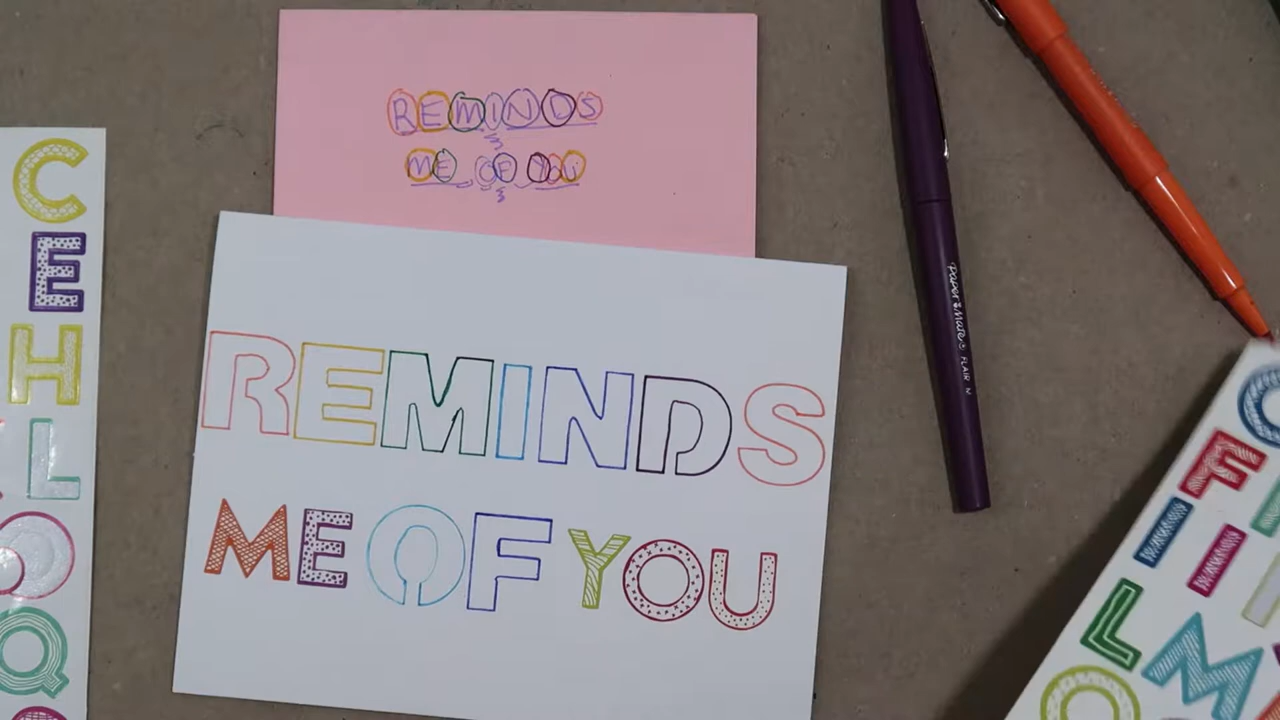 REMINDS
ME OF YOU
REMINDS
ME OF YOU
Paper Mate FLAIR
C
E
H
L
Q
F
I
I
L
M
O